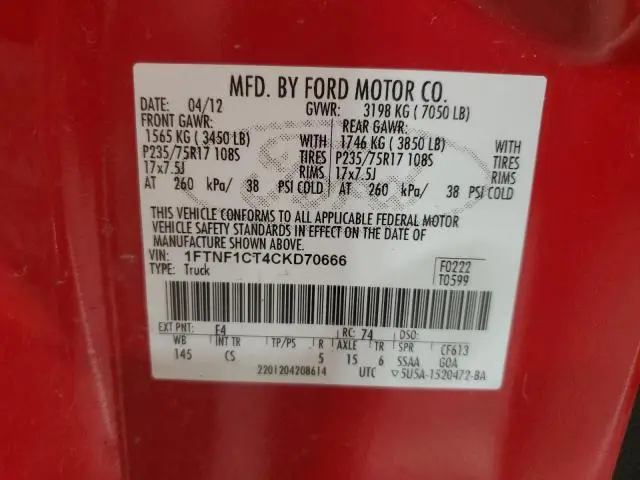 MFD. BY FORD MOTOR CO.
DATE: 04/12 GVWR: 3198 KG ( 7050 LB)
FRONT GAWR: REAR GAWR:
1565 KG ( 3450 LB) WITH 1746 KG ( 3850 LB) WITH
P235/75R17 108S TIRES P235/75R17 108S TIRES
17x7.5J RIMS 17x7.5J RIMS
AT 260 kPa/ 38 PSI COLD AT 260 kPa/ 38 PSI COLD
THIS VEHICLE CONFORMS TO ALL APPLICABLE FEDERAL MOTOR
VEHICLE SAFETY STANDARDS IN EFFECT ON THE DATE OF
MANUFACTURE SHOWN ABOVE.
VIN: 1FTNF1CT4CKD70666 F0222
TYPE: Truck T0599
EXT PNT: E4 RC: 74 DSO:
WB INT TR TP/PS R AXLE TR SPR CF613
145 CS 5 15 6 SSAA GOA
2201204208614 UTC ▽5U5A-1520472-BA